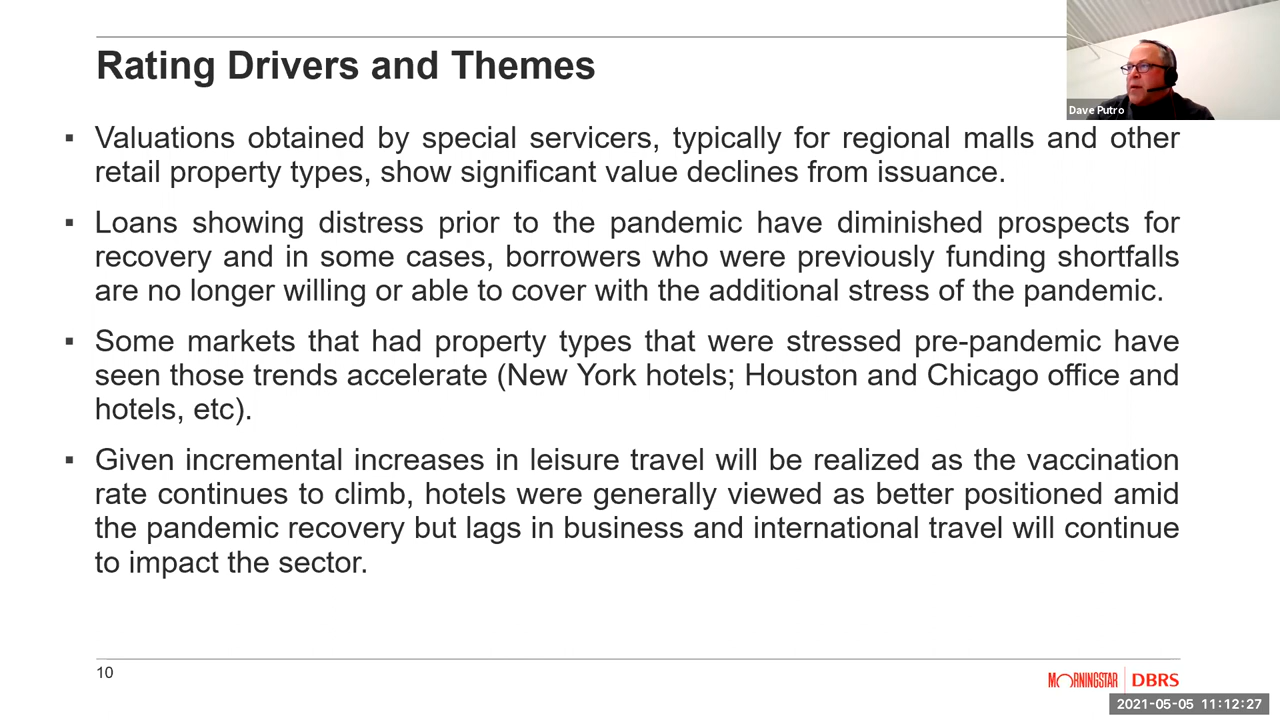 Rating Drivers and Themes
Dave Putro
▪ Valuations obtained by special servicers, typically for regional malls and other
retail property types, show significant value declines from issuance.
▪ Loans showing distress prior to the pandemic have diminished prospects for
recovery and in some cases, borrowers who were previously funding shortfalls
are no longer willing or able to cover with the additional stress of the pandemic.
▪ Some markets that had property types that were stressed pre-pandemic have
seen those trends accelerate (New York hotels; Houston and Chicago office and
hotels, etc).
▪ Given incremental increases in leisure travel will be realized as the vaccination
rate continues to climb, hotels were generally viewed as better positioned amid
the pandemic recovery but lags in business and international travel will continue
to impact the sector.
10
MORNINGSTAR | DBRS
2021-05-05 11:12:27